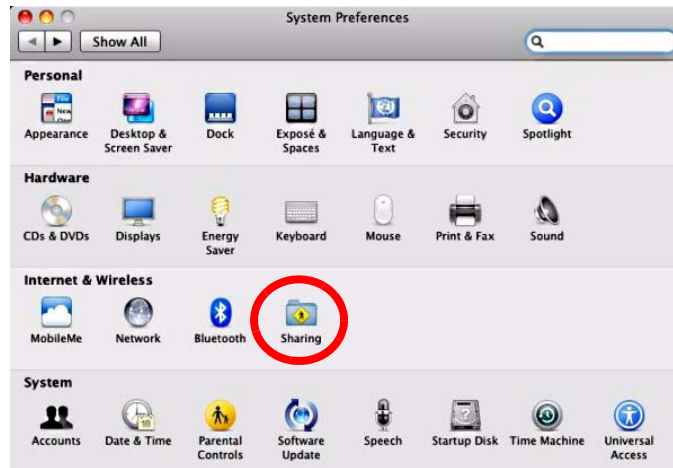 System Preferences
Show All
Personal
Appearance
Desktop &
Screen Saver
Dock
Exposé &
Spaces
Language &
Text
Security
Spotlight
Hardware
CDs & DVDs
Displays
Energy
Saver
Keyboard
Mouse
Print & Fax
Sound
Internet & Wireless
MobileMe
Network
Bluetooth
Sharing
System
Accounts
Date & Time
Parental
Controls
Software
Update
Speech
Startup Disk
Time Machine
Universal
Access